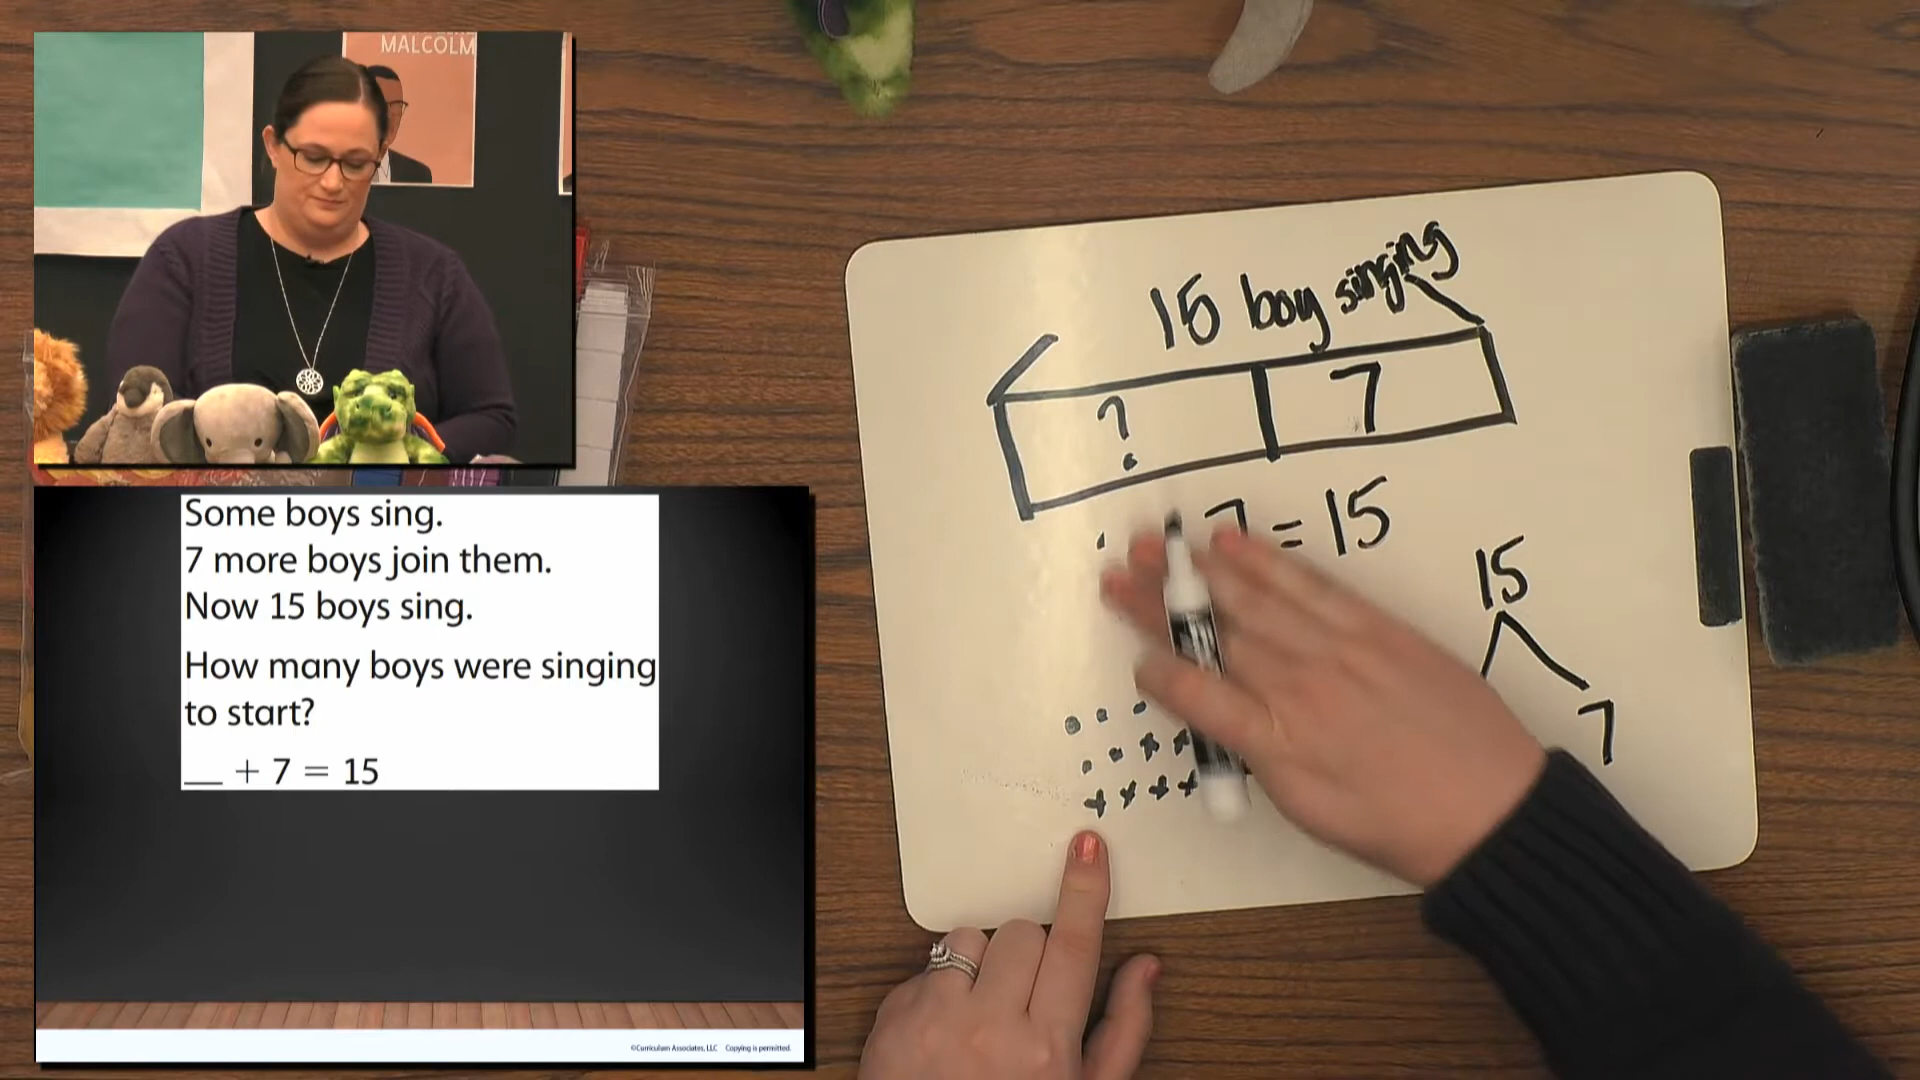 MALCOLM
Some boys sing.
7 more boys join them.
Now 15 boys sing.
How many boys were singing
to start?
__ + 7 = 15
©Curriculum Associates, LLC Copying is permitted.
15 boy singing
? 7
7 = 15
15
7